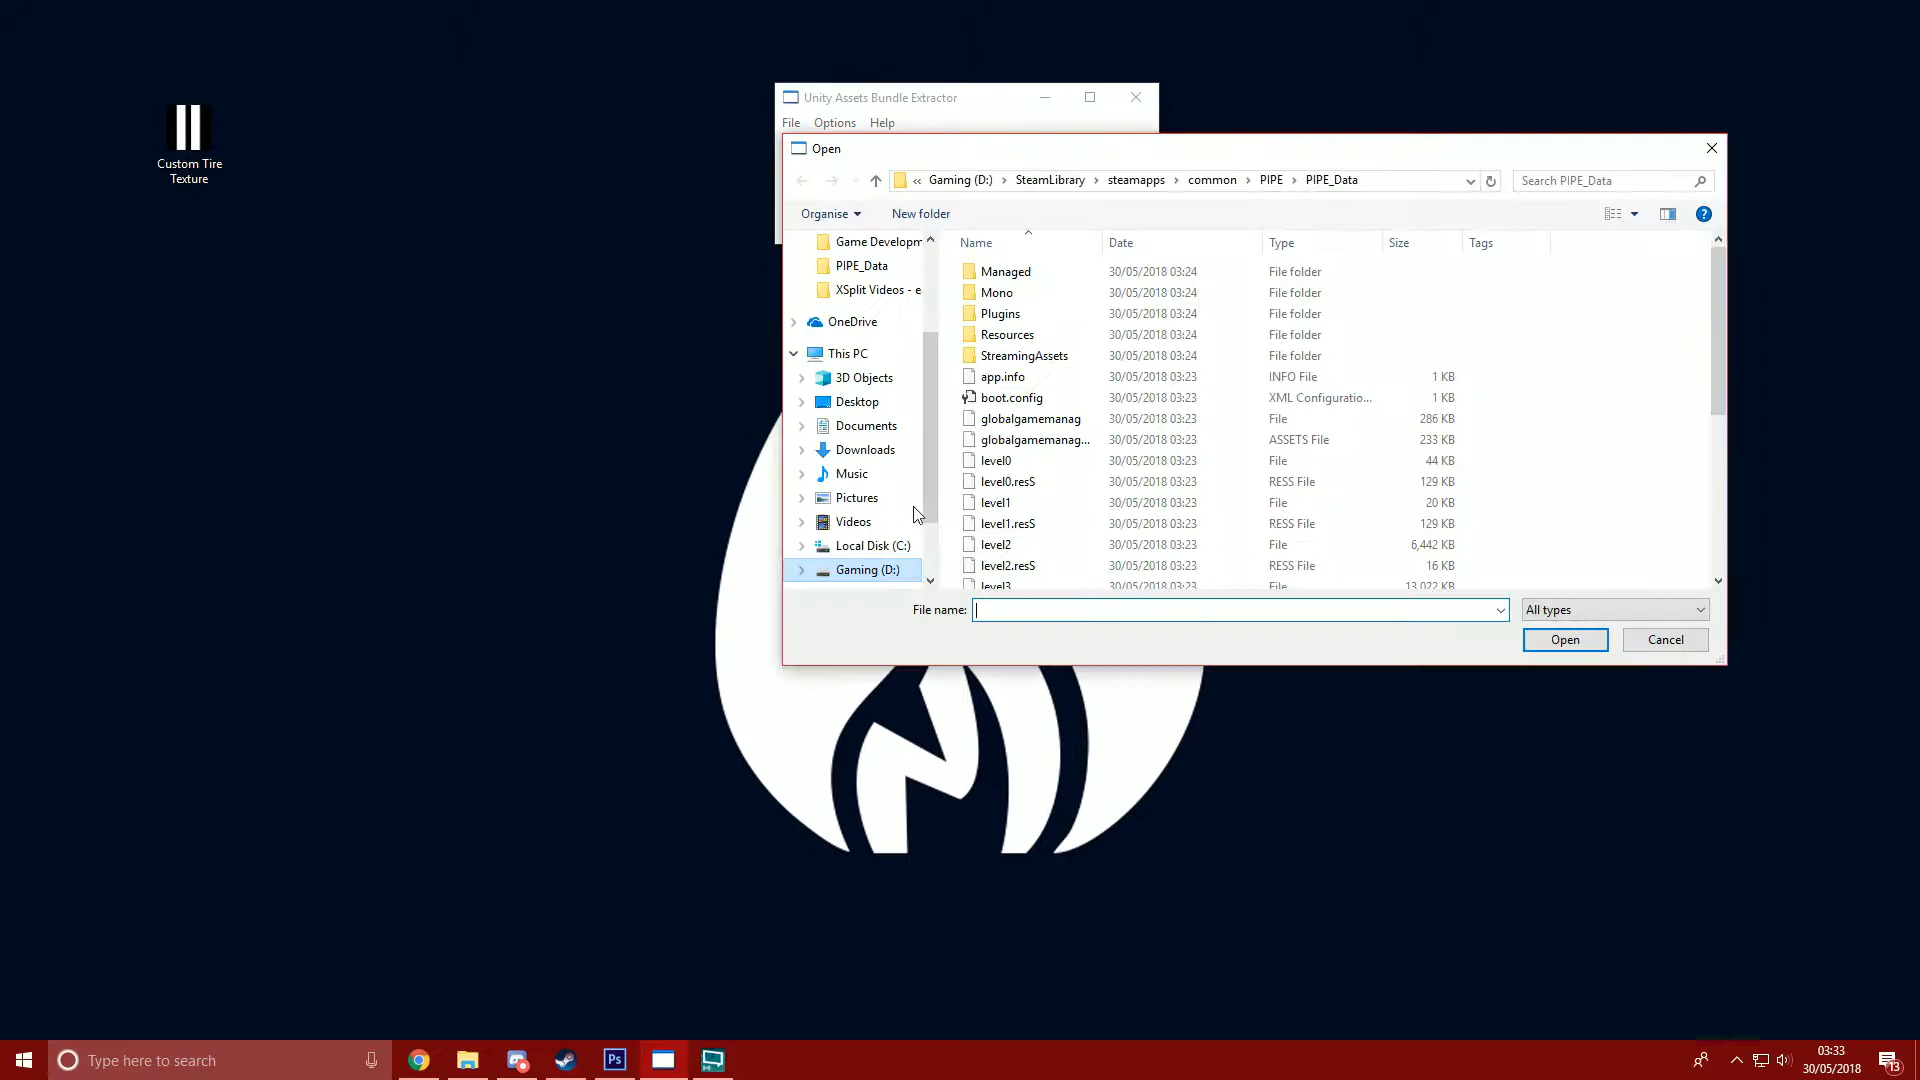 Custom Tire
Texture
Unity Assets Bundle Extractor
File Options Help
Open
« Gaming (D:) > SteamLibrary > steamapps > common > PIPE > PIPE_Data
Search PIPE_Data
Organise New folder
Game Developm
PIPE_Data
XSplit Videos - e
OneDrive
This PC
3D Objects
Desktop
Documents
Downloads
Music
Pictures
Videos
Local Disk (C:)
Gaming (D:)
Name Date Type Size Tags
Managed 30/05/2018 03:24 File folder
Mono 30/05/2018 03:24 File folder
Plugins 30/05/2018 03:24 File folder
Resources 30/05/2018 03:24 File folder
StreamingAssets 30/05/2018 03:24 File folder
app.info 30/05/2018 03:23 INFO File 1 KB
boot.config 30/05/2018 03:23 XML Configuratio... 1 KB
globalgamemanag 30/05/2018 03:23 File 286 KB
globalgamemanag... 30/05/2018 03:23 ASSETS File 233 KB
level0 30/05/2018 03:23 File 44 KB
level0.resS 30/05/2018 03:23 RESS File 129 KB
level1 30/05/2018 03:23 File 20 KB
level1.resS 30/05/2018 03:23 RESS File 129 KB
level2 30/05/2018 03:23 File 6,442 KB
level2.resS 30/05/2018 03:23 RESS File 16 KB
level3 30/05/2018 03:23 File 13,022 KB
File name: All types
Open Cancel
Type here to search
Ps
03:33
30/05/2018
13